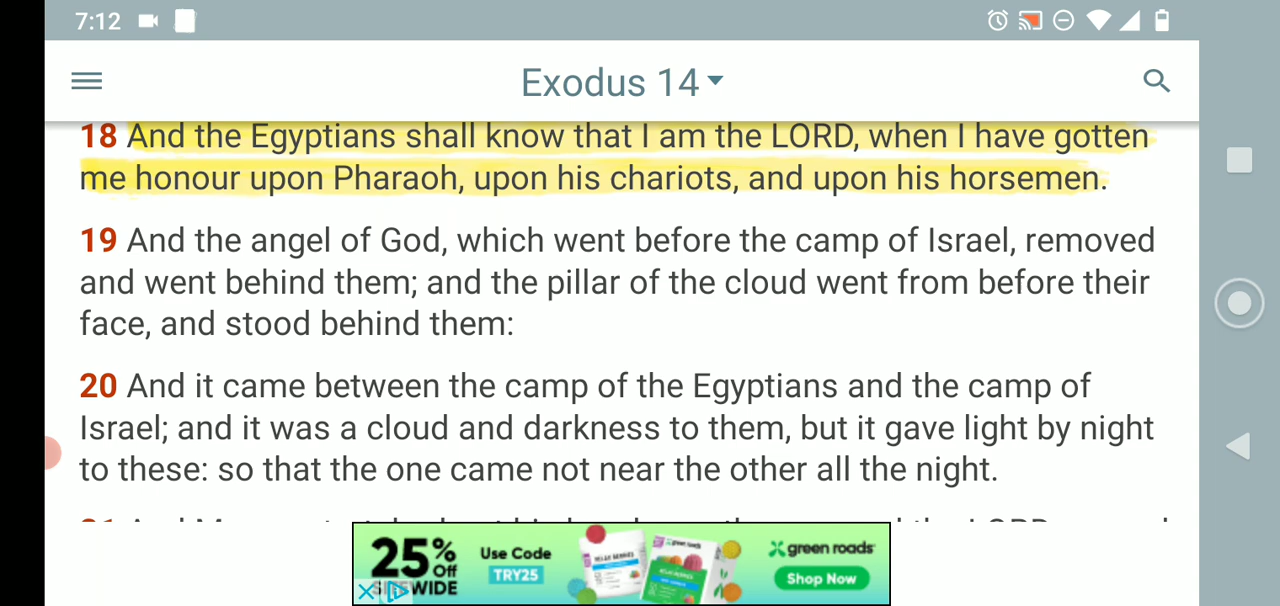 7:12
Exodus 14
18 And the Egyptians shall know that I am the LORD, when I have gotten
me honour upon Pharaoh, upon his chariots, and upon his horsemen.
19 And the angel of God, which went before the camp of Israel, removed
and went behind them; and the pillar of the cloud went from before their
face, and stood behind them:
20 And it came between the camp of the Egyptians and the camp of
Israel; and it was a cloud and darkness to them, but it gave light by night
to these: so that the one came not near the other all the night.
25% Off
SITEWIDE
Use Code
TRY25
RELAX BERRIES
green roads
Shop Now